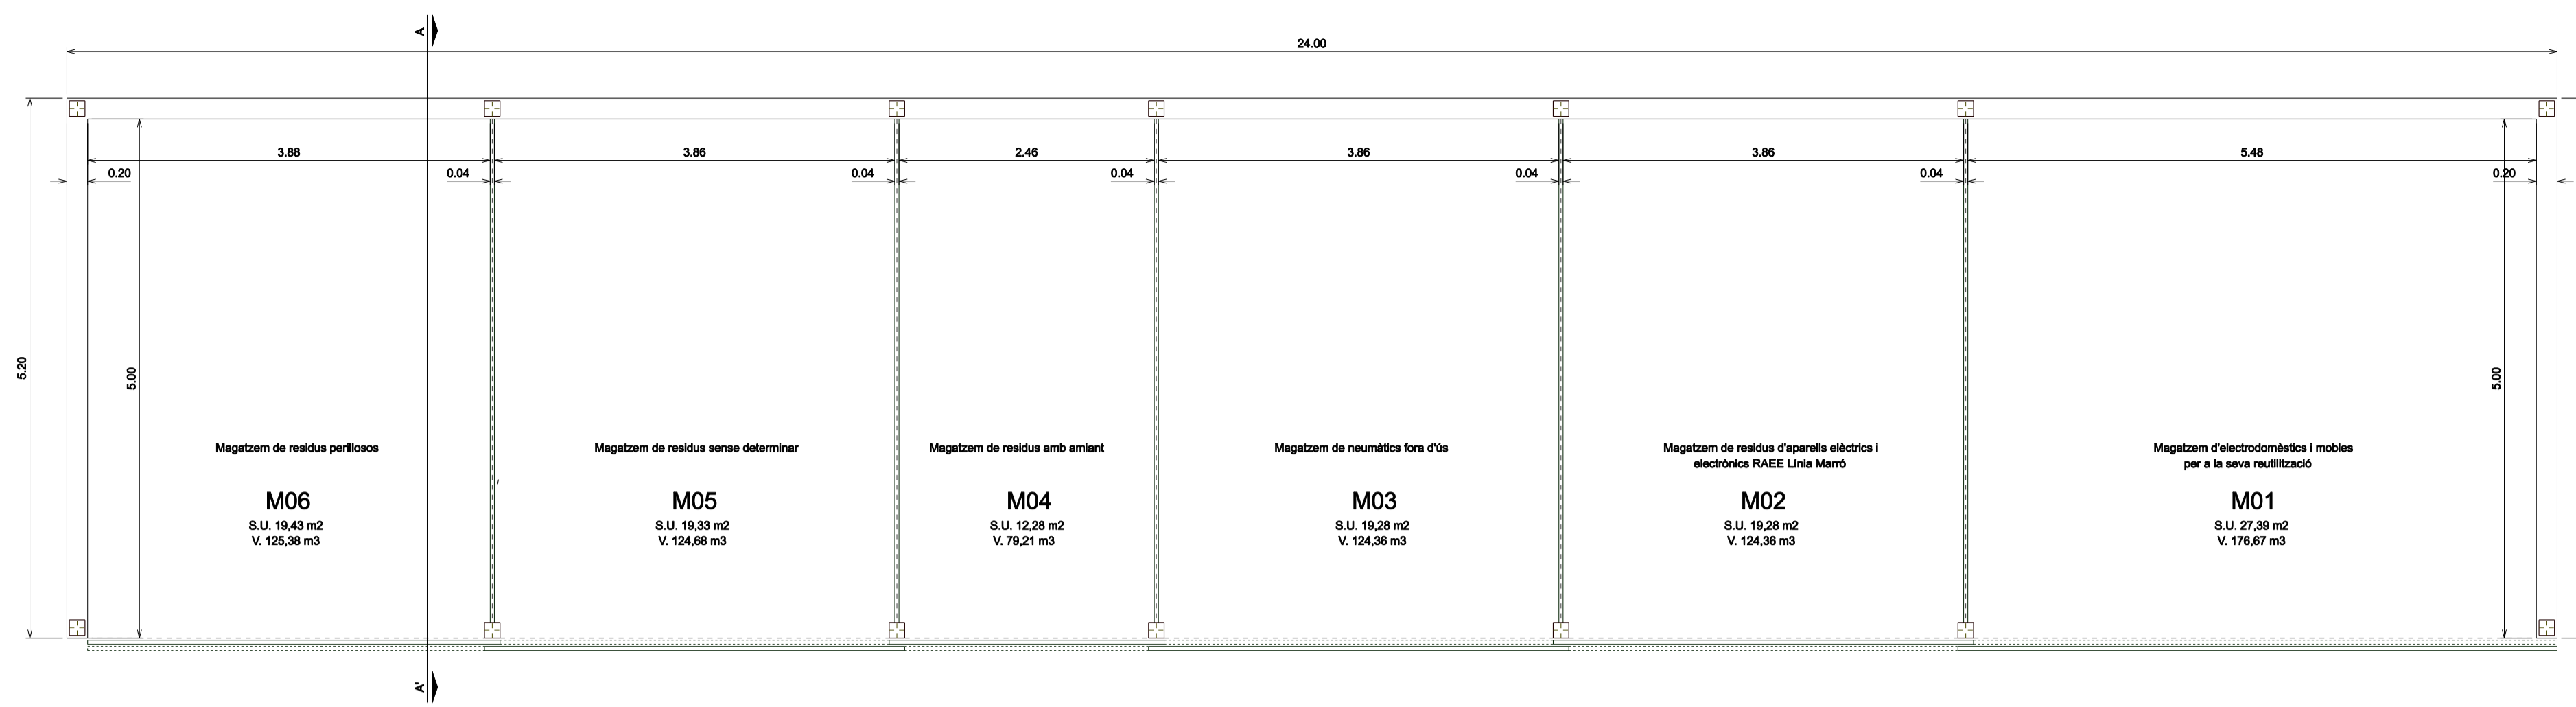 A
24.00
3.88
3.86
2.46
3.86
3.86
5.48
0.20
0.04
0.04
0.04
0.04
0.04
0.20
5.20
5.00
5.00
Magatzem de residus perillosos
M06
S.U. 19,43 m2
V. 125,38 m3
Magatzem de residus sense determinar
M05
S.U. 19,33 m2
V. 124,68 m3
Magatzem de residus amb amiant
M04
S.U. 12,28 m2
V. 79,21 m3
Magatzem de neumàtics fora d'ús
M03
S.U. 19,28 m2
V. 124,36 m3
Magatzem de residus d'aparells elèctrics i
electrònics RAEE Línia Marró
M02
S.U. 19,28 m2
V. 124,36 m3
Magatzem d'electrodomèstics i mobles
per a la seva reutilització
M01
S.U. 27,39 m2
V. 176,67 m3
A'